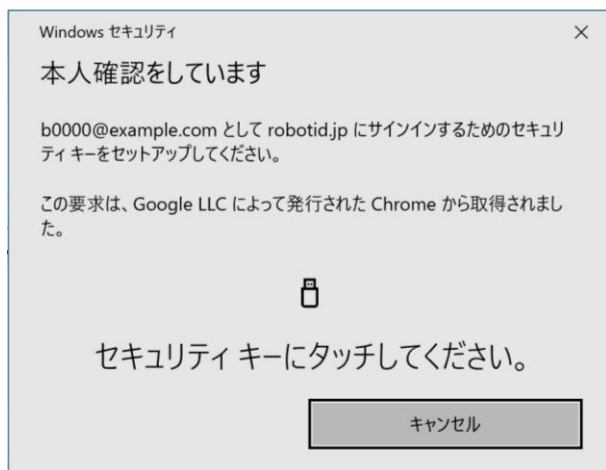 Windows セキュリティ
本人確認をしています
b0000@example.com として robotid.jp にサインインするためのセキュリ
ティ キーをセットアップしてください。
この要求は、Google LLC によって発行された Chrome から取得されまし
た。
セキュリティ キーにタッチしてください。
キャンセル